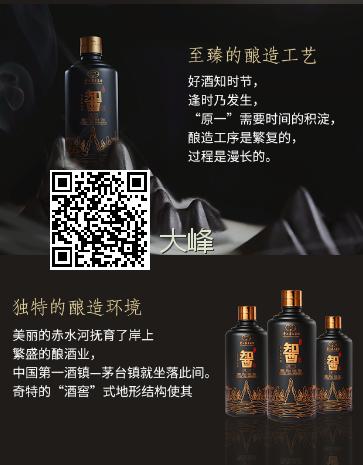 至臻的酿造工艺
好酒知时节，
逢时乃发生，
“原一”需要时间的积淀，
酿造工序是繁复的，
过程是漫长的。
智
大峰
独特的酿造环境
美丽的赤水河抚育了岸上
繁盛的酿酒业，
中国第一酒镇—茅台镇就坐落此间。
奇特的“酒窖”式地形结构使其
智
智
智